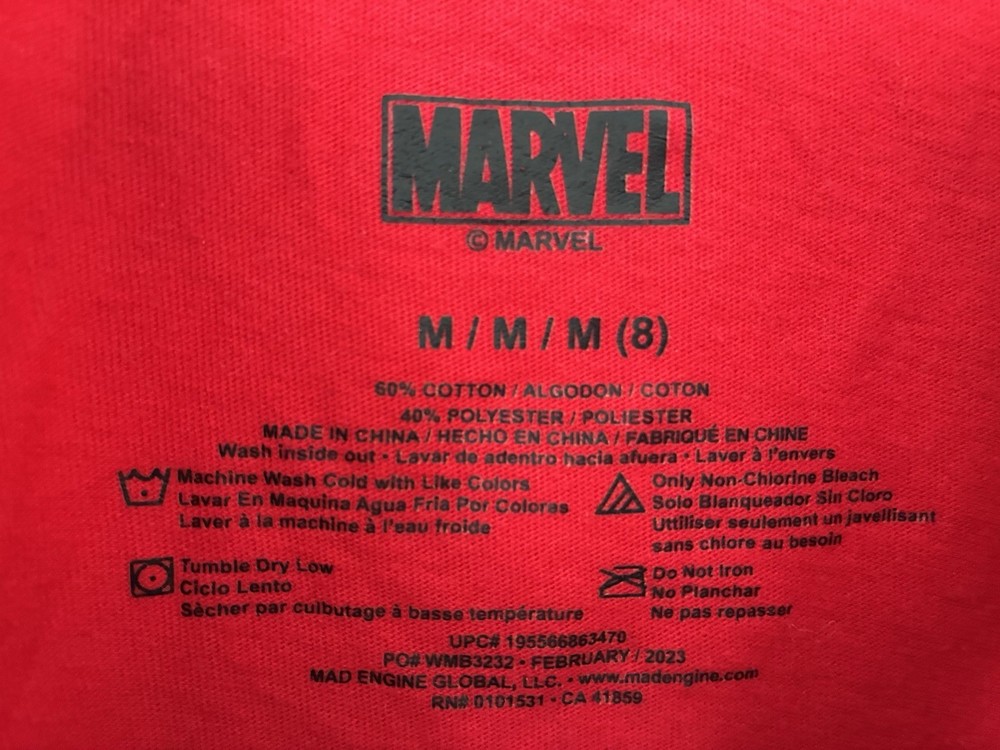 MARVEL
© MARVEL
M / M / M (8)
60% COTTON / ALGODON / COTON
40% POLYESTER / POLIESTER
MADE IN CHINA / HECHO EN CHINA / FABRIQUÉ EN CHINE
Wash inside out • Lavar de adentro hacia afuera • Laver à l'envers
Machine Wash Cold with Like Colors
Lavar En Maquina Agua Fria Por Colores
Laver à la machine à l'eau froide
Only Non-Chlorine Bleach
Solo Blanqueador Sin Cloro
Uttiliser seulement un javellisant
sans chlore au besoin
Tumble Dry Low
Ciclo Lento
Sècher par culbutage à basse température
Do Not Iron
No Planchar
Ne pas repasser
UPC# 195566863470
PO# WMB3232 • FEBRUARY / 2023
MAD ENGINE GLOBAL, LLC. • www.madengine.com
RN# 0101531 • CA 41859